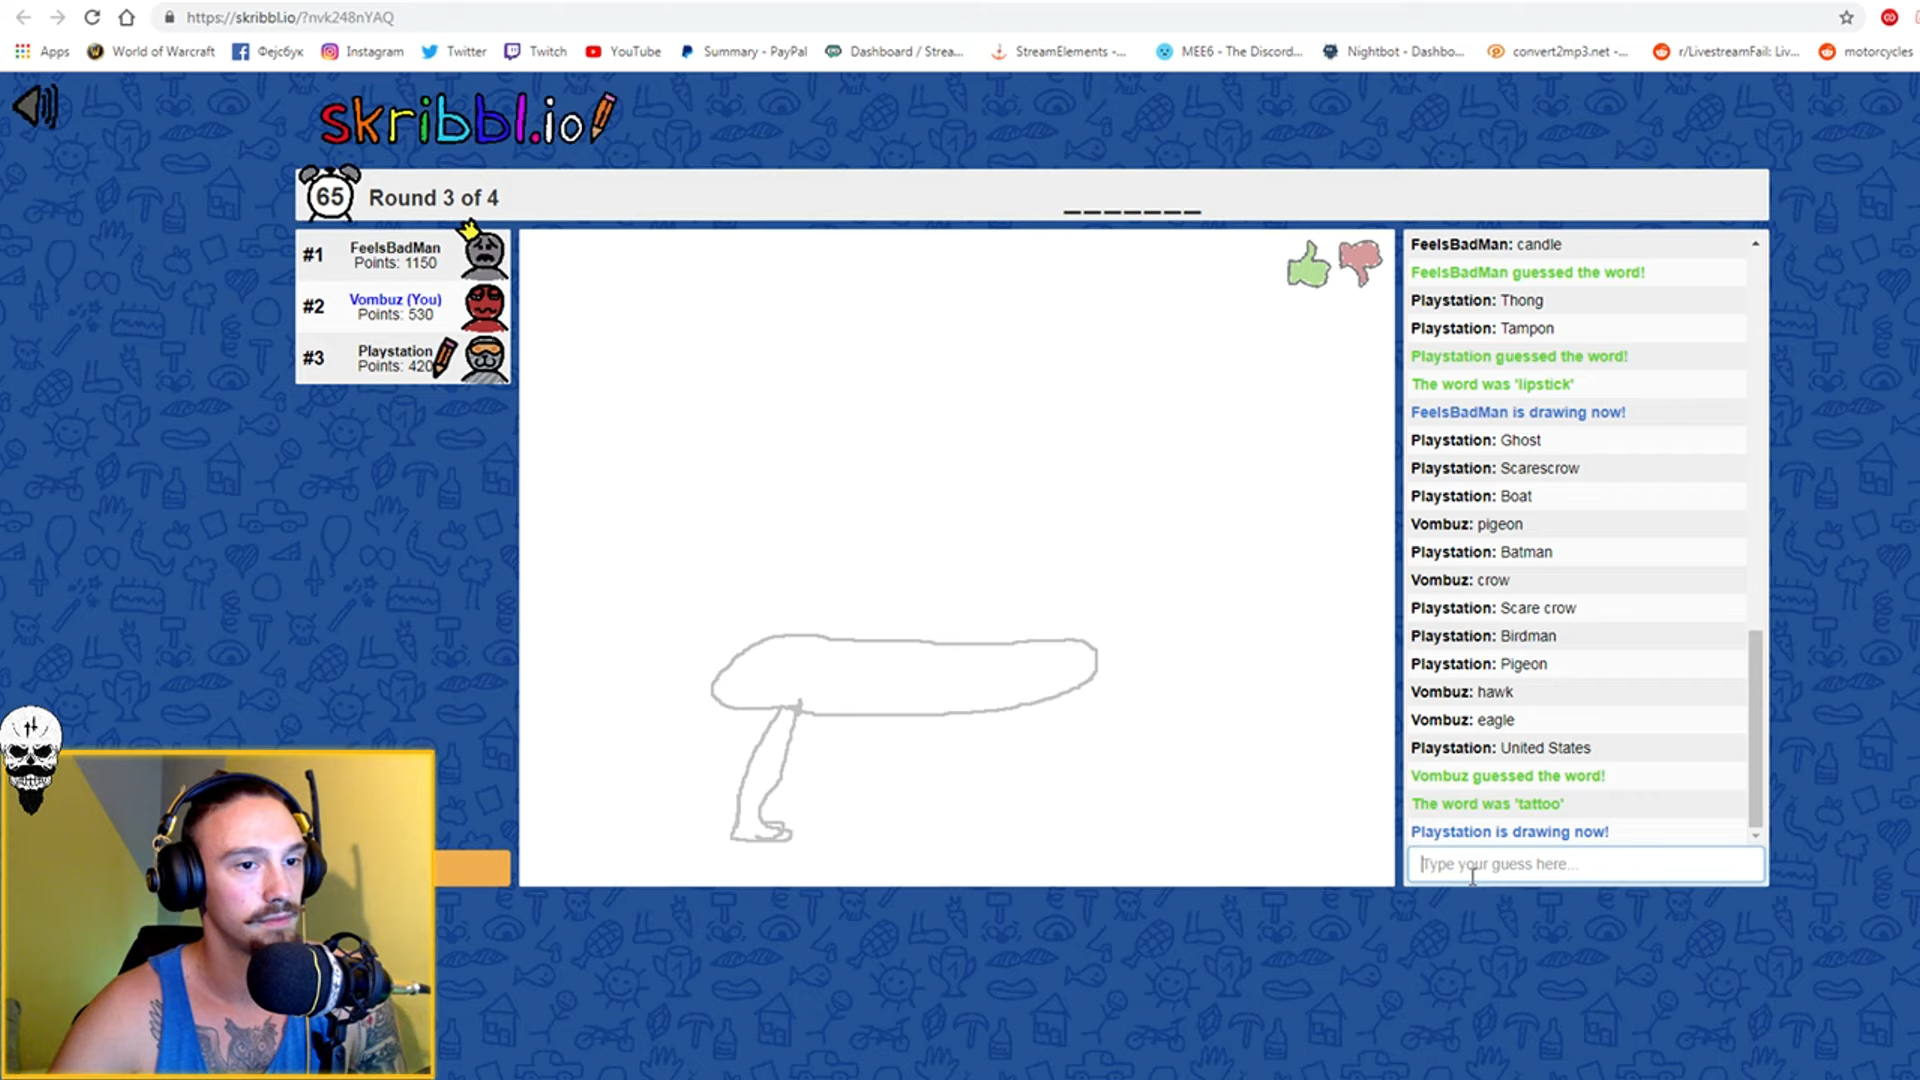 https://skribbl.io/?nvk248nYAQ
Apps World of Warcraft Фејсбук Instagram Twitter Twitch YouTube Summary - PayPal Dashboard / Strea... StreamElements -... MEE6 - The Discord... Nightbot - Dashbo... convert2mp3.net -... r/LivestreamFail: Liv... motorcycles
skribbl.io
65 Round 3 of 4 _______
#1 FeelsBadMan
Points: 1150
#2 Vombuz (You)
Points: 530
#3 Playstation
Points: 420
FeelsBadMan: candle
FeelsBadMan guessed the word!
Playstation: Thong
Playstation: Tampon
Playstation guessed the word!
The word was 'lipstick'
FeelsBadMan is drawing now!
Playstation: Ghost
Playstation: Scarescrow
Playstation: Boat
Vombuz: pigeon
Playstation: Batman
Vombuz: crow
Playstation: Scare crow
Playstation: Birdman
Playstation: Pigeon
Vombuz: hawk
Vombuz: eagle
Playstation: United States
Vombuz guessed the word!
The word was 'tattoo'
Playstation is drawing now!
Type your guess here...